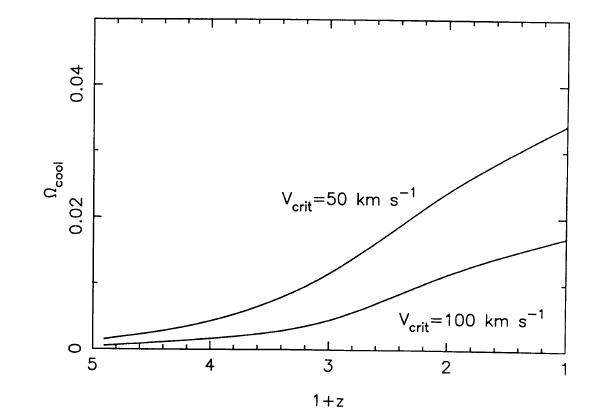 0.04
Ωcool
V_crit=50 km s⁻¹
0.02
V_crit=100 km s⁻¹
0
5 4 3 2 1
1+z